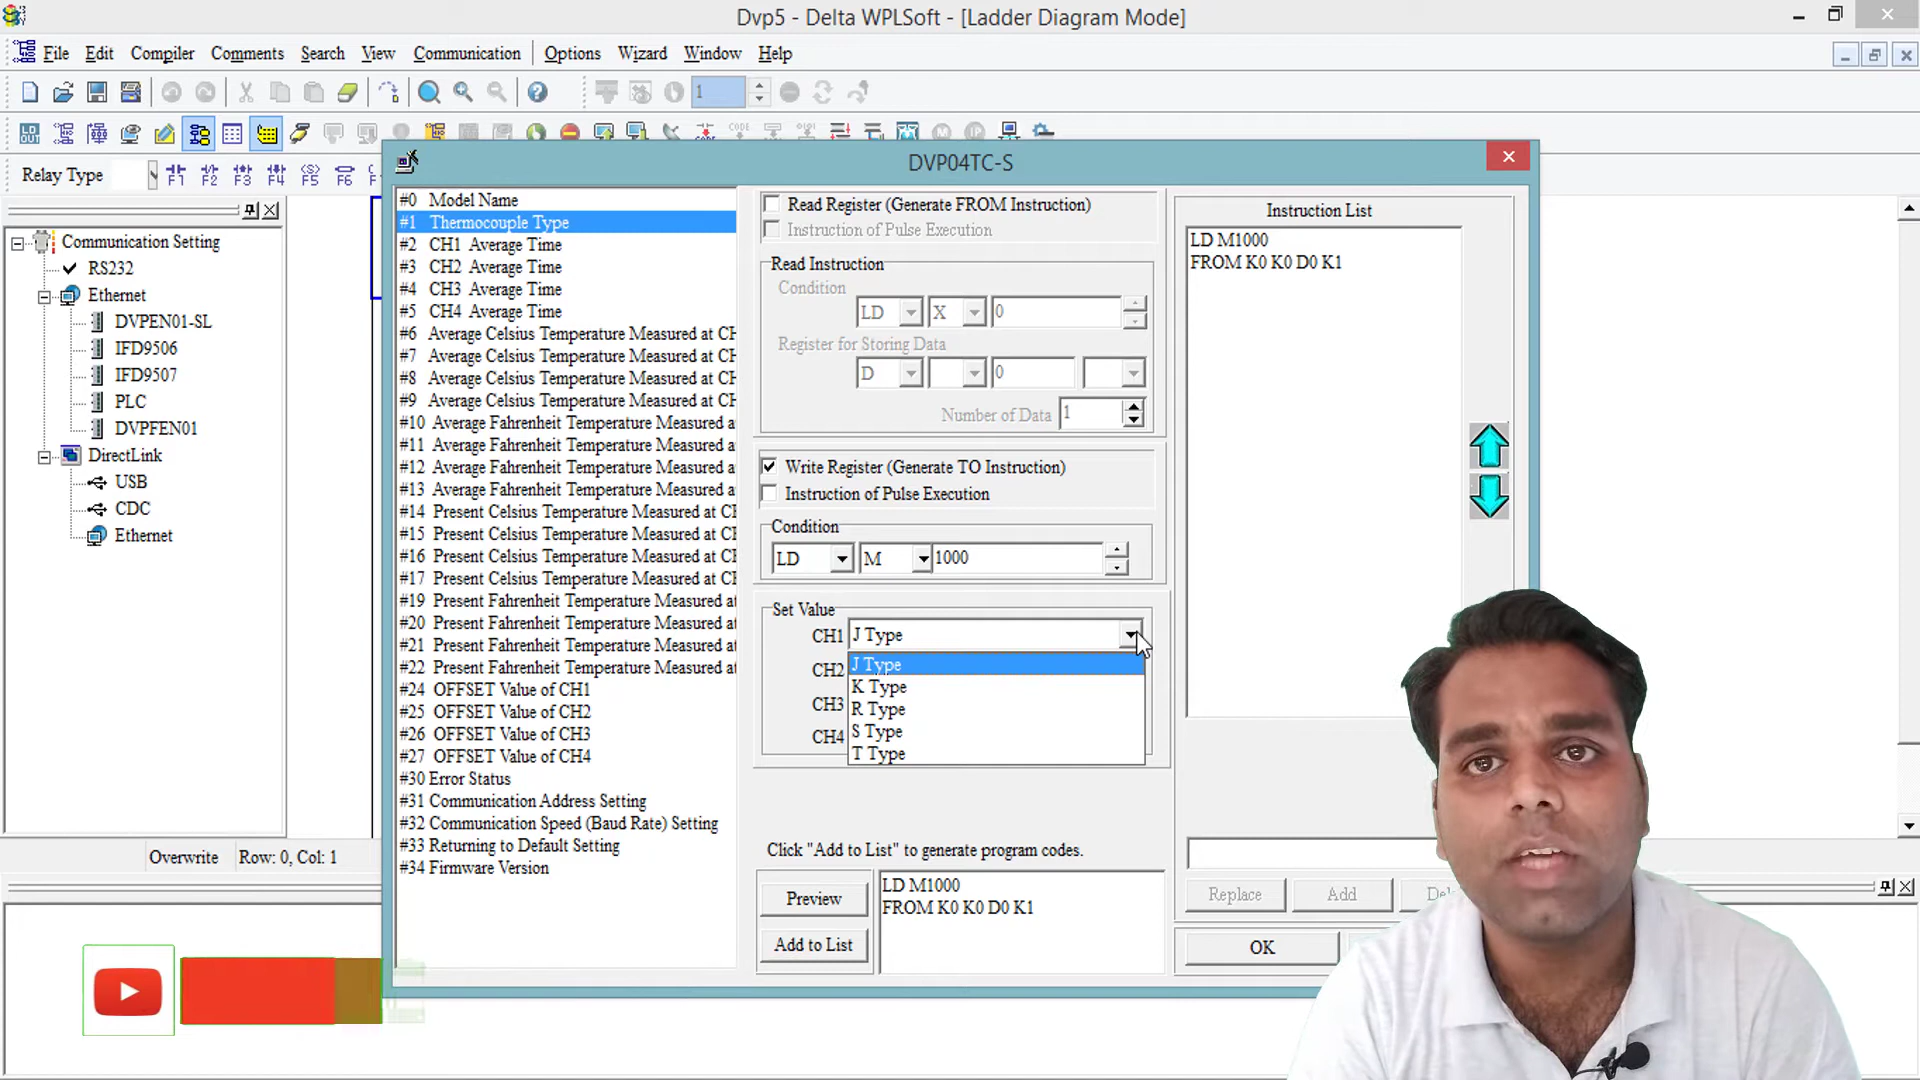 Dvp5 - Delta WPLSoft - [Ladder Diagram Mode]
File Edit Compiler Comments Search View Communication Options Wizard Window Help
1
Relay Type F1 F2 F3 F4 F5 F6
DVP04TC-S
Communication Setting
RS232
Ethernet
DVPEN01-SL
IFD9506
IFD9507
PLC
DVPFEN01
DirectLink
USB
CDC
Ethernet
Overwrite Row: 0, Col: 1
#0 Model Name
#1 Thermocouple Type
#2 CH1 Average Time
#3 CH2 Average Time
#4 CH3 Average Time
#5 CH4 Average Time
#6 Average Celsius Temperature Measured at CH
#7 Average Celsius Temperature Measured at CH
#8 Average Celsius Temperature Measured at CH
#9 Average Celsius Temperature Measured at CH
#10 Average Fahrenheit Temperature Measured a
#11 Average Fahrenheit Temperature Measured a
#12 Average Fahrenheit Temperature Measured a
#13 Average Fahrenheit Temperature Measured a
#14 Present Celsius Temperature Measured at CH
#15 Present Celsius Temperature Measured at CH
#16 Present Celsius Temperature Measured at CH
#17 Present Celsius Temperature Measured at CH
#19 Present Fahrenheit Temperature Measured at
#20 Present Fahrenheit Temperature Measured at
#21 Present Fahrenheit Temperature Measured at
#22 Present Fahrenheit Temperature Measured at
#24 OFFSET Value of CH1
#25 OFFSET Value of CH2
#26 OFFSET Value of CH3
#27 OFFSET Value of CH4
#30 Error Status
#31 Communication Address Setting
#32 Communication Speed (Baud Rate) Setting
#33 Returning to Default Setting
#34 Firmware Version
Read Register (Generate FROM Instruction)
Instruction of Pulse Execution
Read Instruction
Condition
LD X 0
Register for Storing Data
D 0
Number of Data 1
Write Register (Generate TO Instruction)
Instruction of Pulse Execution
Condition
LD M 1000
Set Value
CH1 J Type
J Type
CH2
K Type
CH3 R Type
S Type
CH4
T Type
Click "Add to List" to generate program codes.
Preview
Add to List
LD M1000
FROM K0 K0 D0 K1
Instruction List
LD M1000
FROM K0 K0 D0 K1
Replace Add
OK